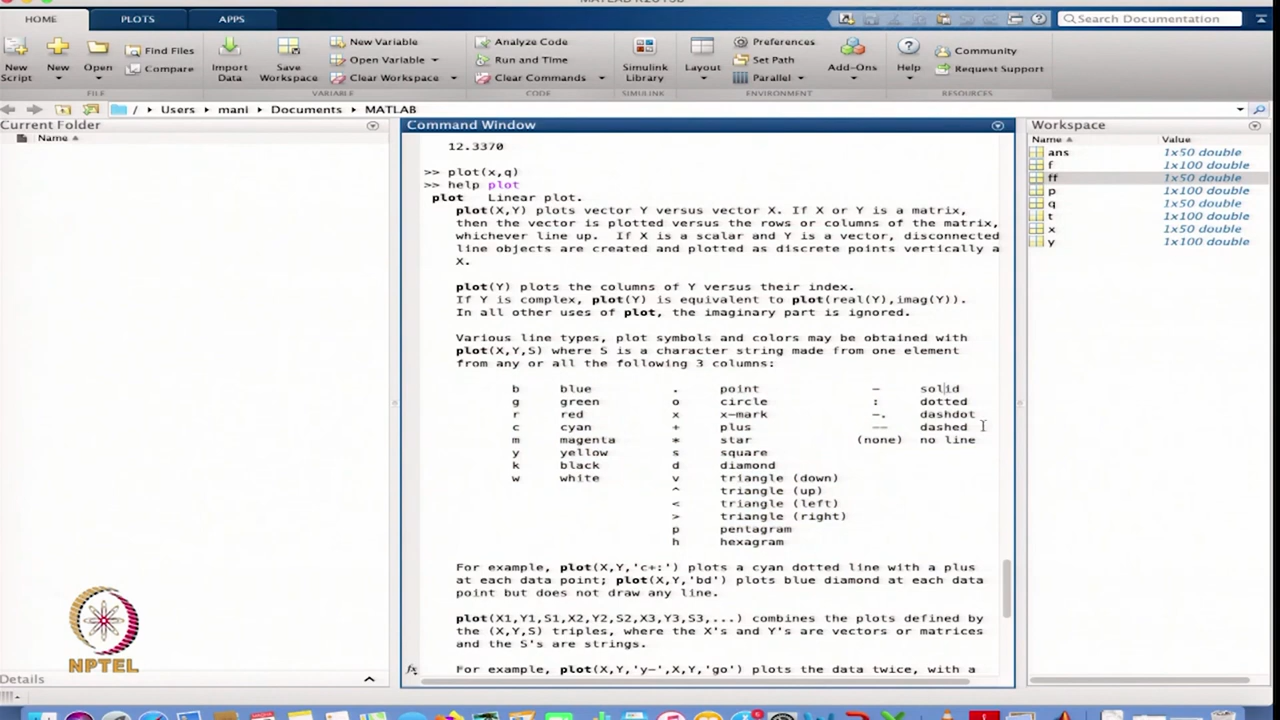 HOME PLOTS APPS
Search Documentation
New Script
New
Open
Find Files
Compare
Import Data
Save Workspace
New Variable
Open Variable
Clear Workspace
Analyze Code
Run and Time
Clear Commands
Simulink Library
Layout
Preferences
Set Path
Parallel
Add-Ons
Help
Community
Request Support
FILE VARIABLE CODE SIMULINK ENVIRONMENT RESOURCES
/ Users mani Documents MATLAB
Current Folder
Name
Details
Command Window
12.3370
>> plot(x,q)
>> help plot
plot Linear plot.
plot(X,Y) plots vector Y versus vector X. If X or Y is a matrix,
then the vector is plotted versus the rows or columns of the matrix,
whichever line up. If X is a scalar and Y is a vector, disconnected
line objects are created and plotted as discrete points vertically a
X.
plot(Y) plots the columns of Y versus their index.
If Y is complex, plot(Y) is equivalent to plot(real(Y),imag(Y)).
In all other uses of plot, the imaginary part is ignored.
Various line types, plot symbols and colors may be obtained with
plot(X,Y,S) where S is a character string made from one element
from any or all the following 3 columns:
b blue . point - solid
g green o circle : dotted
r red x x-mark -. dashdot
c cyan + plus -- dashed
m magenta * star (none) no line
y yellow s square
k black d diamond
w white v triangle (down)
^ triangle (up)
< triangle (left)
> triangle (right)
p pentagram
h hexagram
For example, plot(X,Y,'c+:') plots a cyan dotted line with a plus
at each data point; plot(X,Y,'bd') plots blue diamond at each data
point but does not draw any line.
plot(X1,Y1,S1,X2,Y2,S2,X3,Y3,S3,...) combines the plots defined by
the (X,Y,S) triples, where the X's and Y's are vectors or matrices
and the S's are strings.
fx For example, plot(X,Y,'y-',X,Y,'go') plots the data twice, with a
Workspace
Name Value
ans 1x50 double
f 1x100 double
ff 1x50 double
p 1x100 double
q 1x50 double
t 1x100 double
x 1x50 double
y 1x100 double
NPTEL